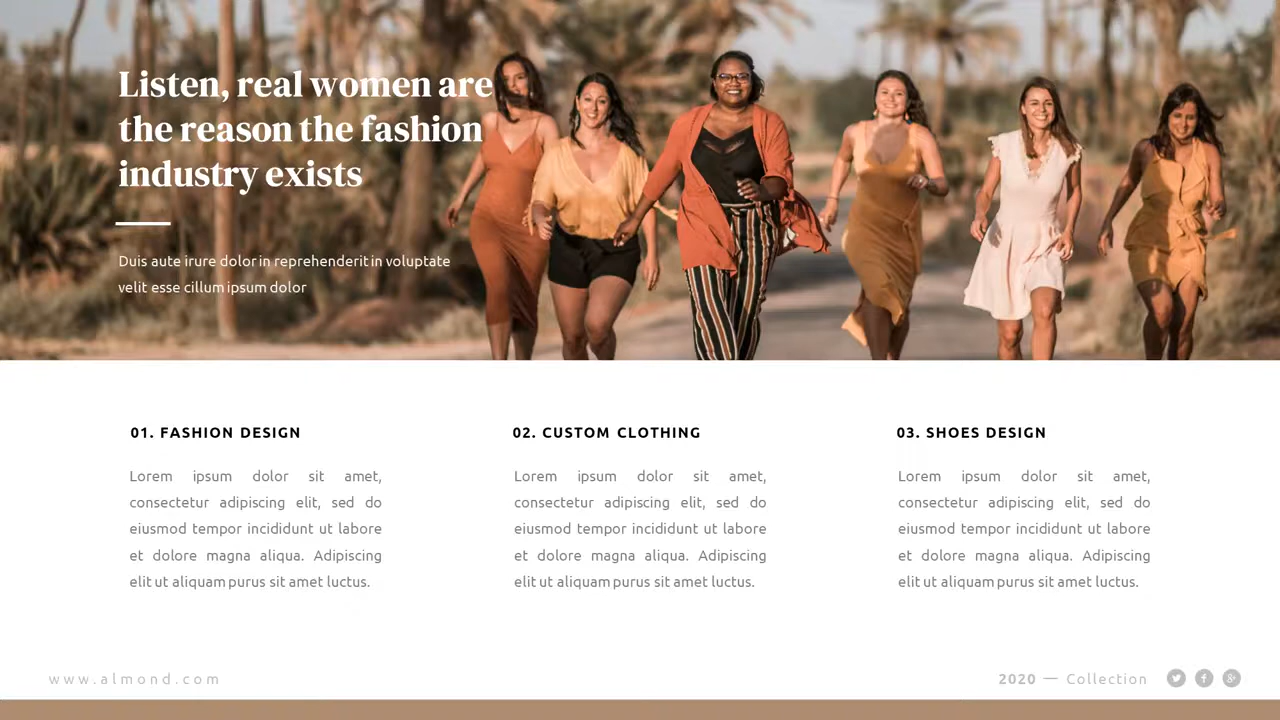 Listen, real women are
the reason the fashion
industry exists
Duis aute irure dolor in reprehenderit in voluptate
velit esse cillum ipsum dolor
01. FASHION DESIGN
Lorem ipsum dolor sit amet,
consectetur adipiscing elit, sed do
eiusmod tempor incididunt ut labore
et dolore magna aliqua. Adipiscing
elit ut aliquam purus sit amet luctus.
02. CUSTOM CLOTHING
Lorem ipsum dolor sit amet,
consectetur adipiscing elit, sed do
eiusmod tempor incididunt ut labore
et dolore magna aliqua. Adipiscing
elit ut aliquam purus sit amet luctus.
03. SHOES DESIGN
Lorem ipsum dolor sit amet,
consectetur adipiscing elit, sed do
eiusmod tempor incididunt ut labore
et dolore magna aliqua. Adipiscing
elit ut aliquam purus sit amet luctus.
www.almond.com
2020 — Collection